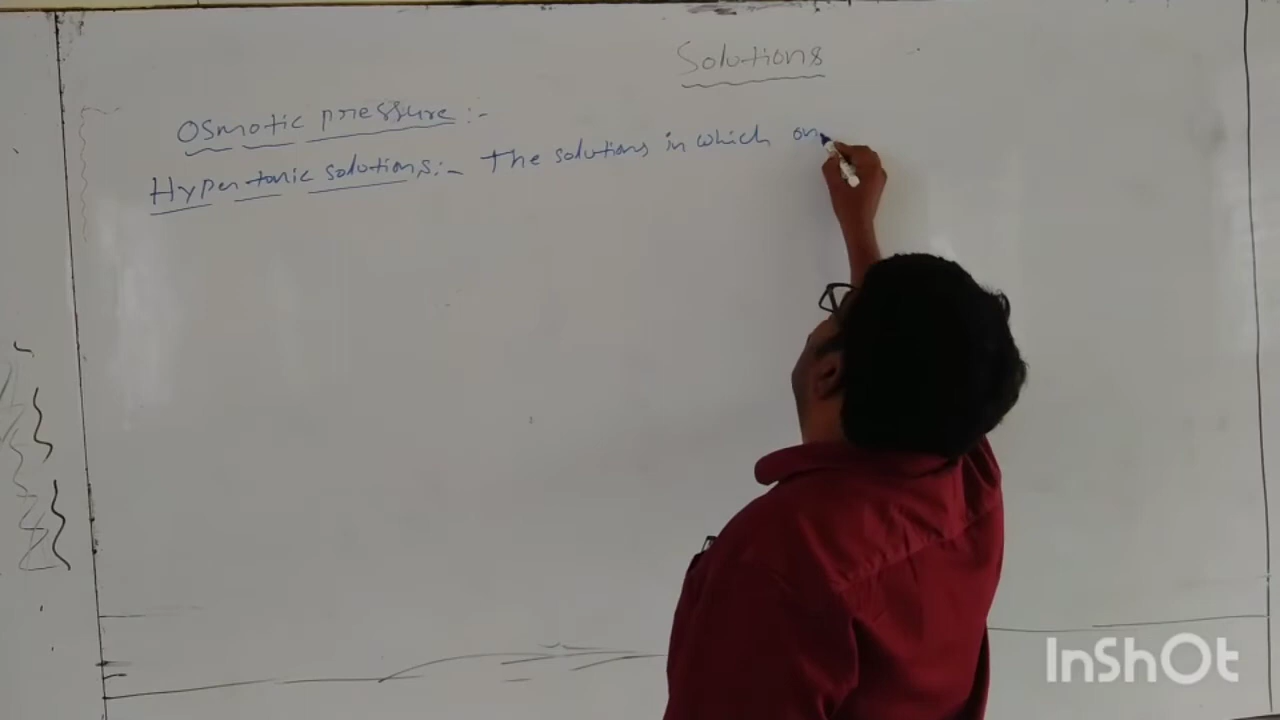 Solutions
Osmotic pressure :-
Hypertonic solutions:- The solutions in which on
InShOt